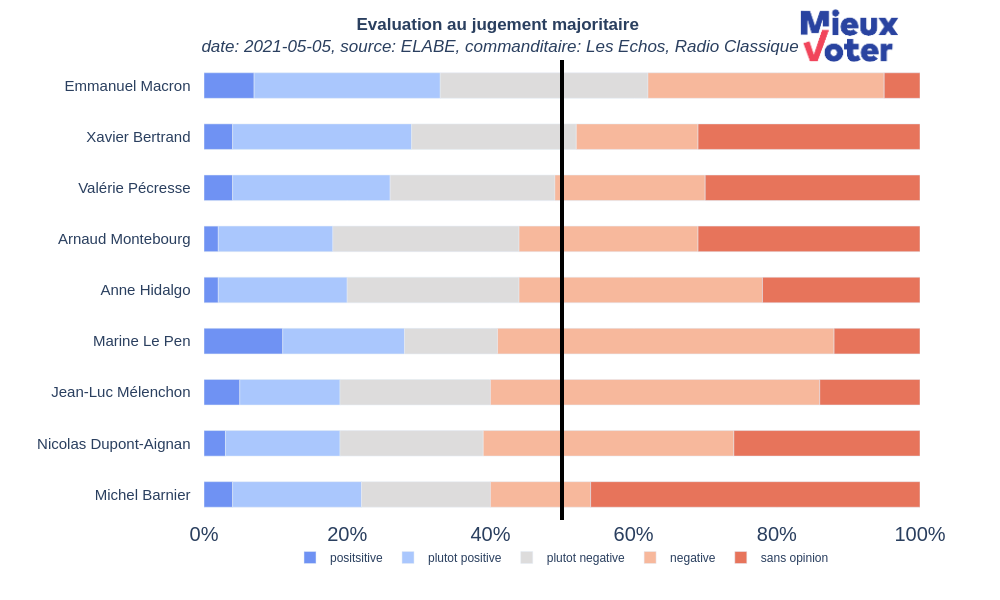 Evaluation au jugement majoritaire
date: 2021-05-05, source: ELABE, commanditaire: Les Echos, Radio Classique
Mieux
Voter
Emmanuel Macron
Xavier Bertrand
Valérie Pécresse
Arnaud Montebourg
Anne Hidalgo
Marine Le Pen
Jean-Luc Mélenchon
Nicolas Dupont-Aignan
Michel Barnier
0% 20% 40% 60% 80% 100%
positsitive plutot positive plutot negative negative sans opinion